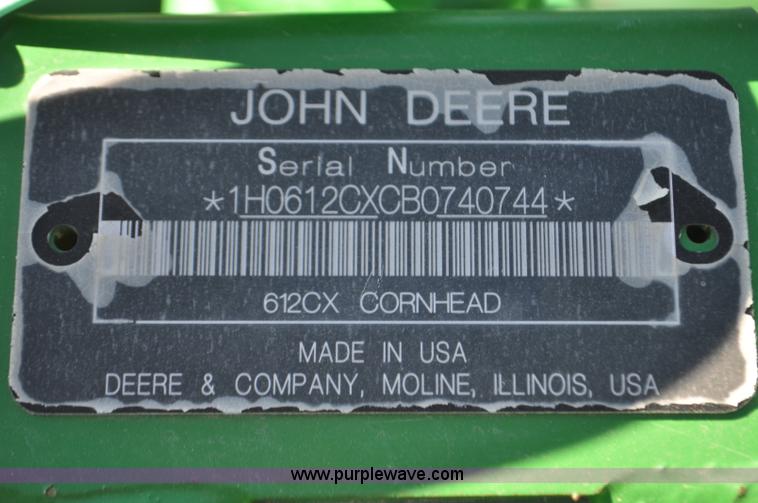 JOHN DEERE
Serial Number
*1H0612CXCB0740744*
612CX CORNHEAD
MADE IN USA
DEERE & COMPANY, MOLINE, ILLINOIS, USA
www.purplewave.com